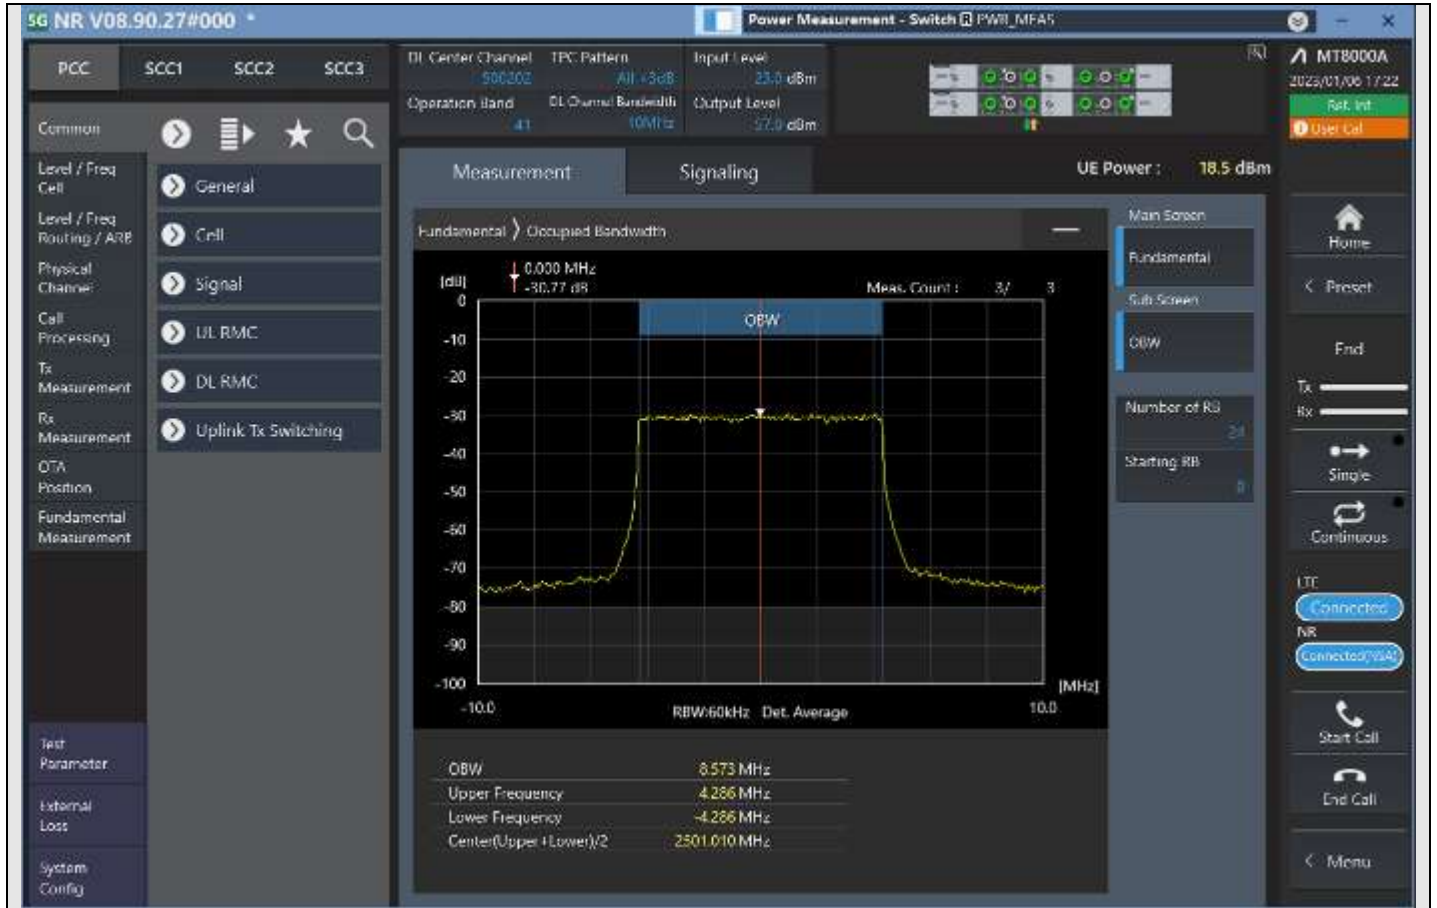 SG NR V08.90.27#000 *
Power Measurement - Switch R PWR_MEAS
PCC SCC1 SCC2 SCC3
DL Center Channel TPC Pattern Input Level
500202 All +3dB 23.0 dBm
Operation Band DL Channel Bandwidth Output Level
41 10MHz dBm
MT8000A
2023/01/06 17:22
Ref. Int
User Cal
Common
Level / Freq
Cell
Level / Freq
Routing / ARB
Physical
Channel
Call
Processing
Tx
Measurement
Rx
Measurement
OTA
Position
Fundamental
Measurement
Test
Parameter
External
Loss
System
Config
General
Cell
Signal
UL RMC
DL RMC
Uplink Tx Switching
Measurement Signaling
UE Power : 18.5 dBm
Fundamental > Occupied Bandwidth
[dB]
0.000 MHz
-30.77 dB
Meas. Count : 3/ 3
OBW
0
-10
-20
-30
-40
-50
-60
-70
-80
-90
-100
[MHz]
-10.0 10.0
RBW:60kHz Det. Average
OBW 8.573 MHz
Upper Frequency 4.286 MHz
Lower Frequency -4.286 MHz
Center(Upper+Lower)/2 2501.010 MHz
Main Screen
Fundamental
Sub Screen
OBW
Number of RB
24
Starting RB
0
Home
< Preset
End
Tx
Rx
Single
Continuous
LTE
Connected
NR
Connected(NSA)
Start Call
End Call
< Menu